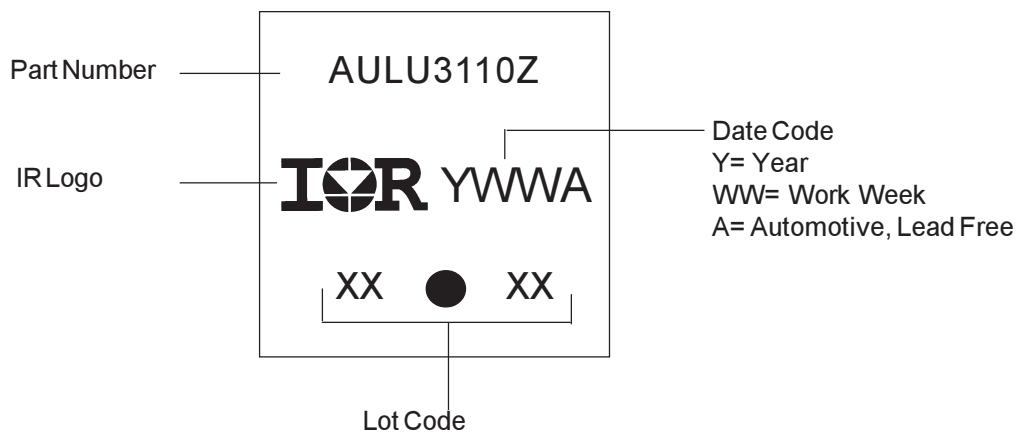 Part Number
AULU3110Z
IR Logo
IOR YWWA
Date Code
Y= Year
WW= Work Week
A= Automotive, Lead Free
XX XX
Lot Code